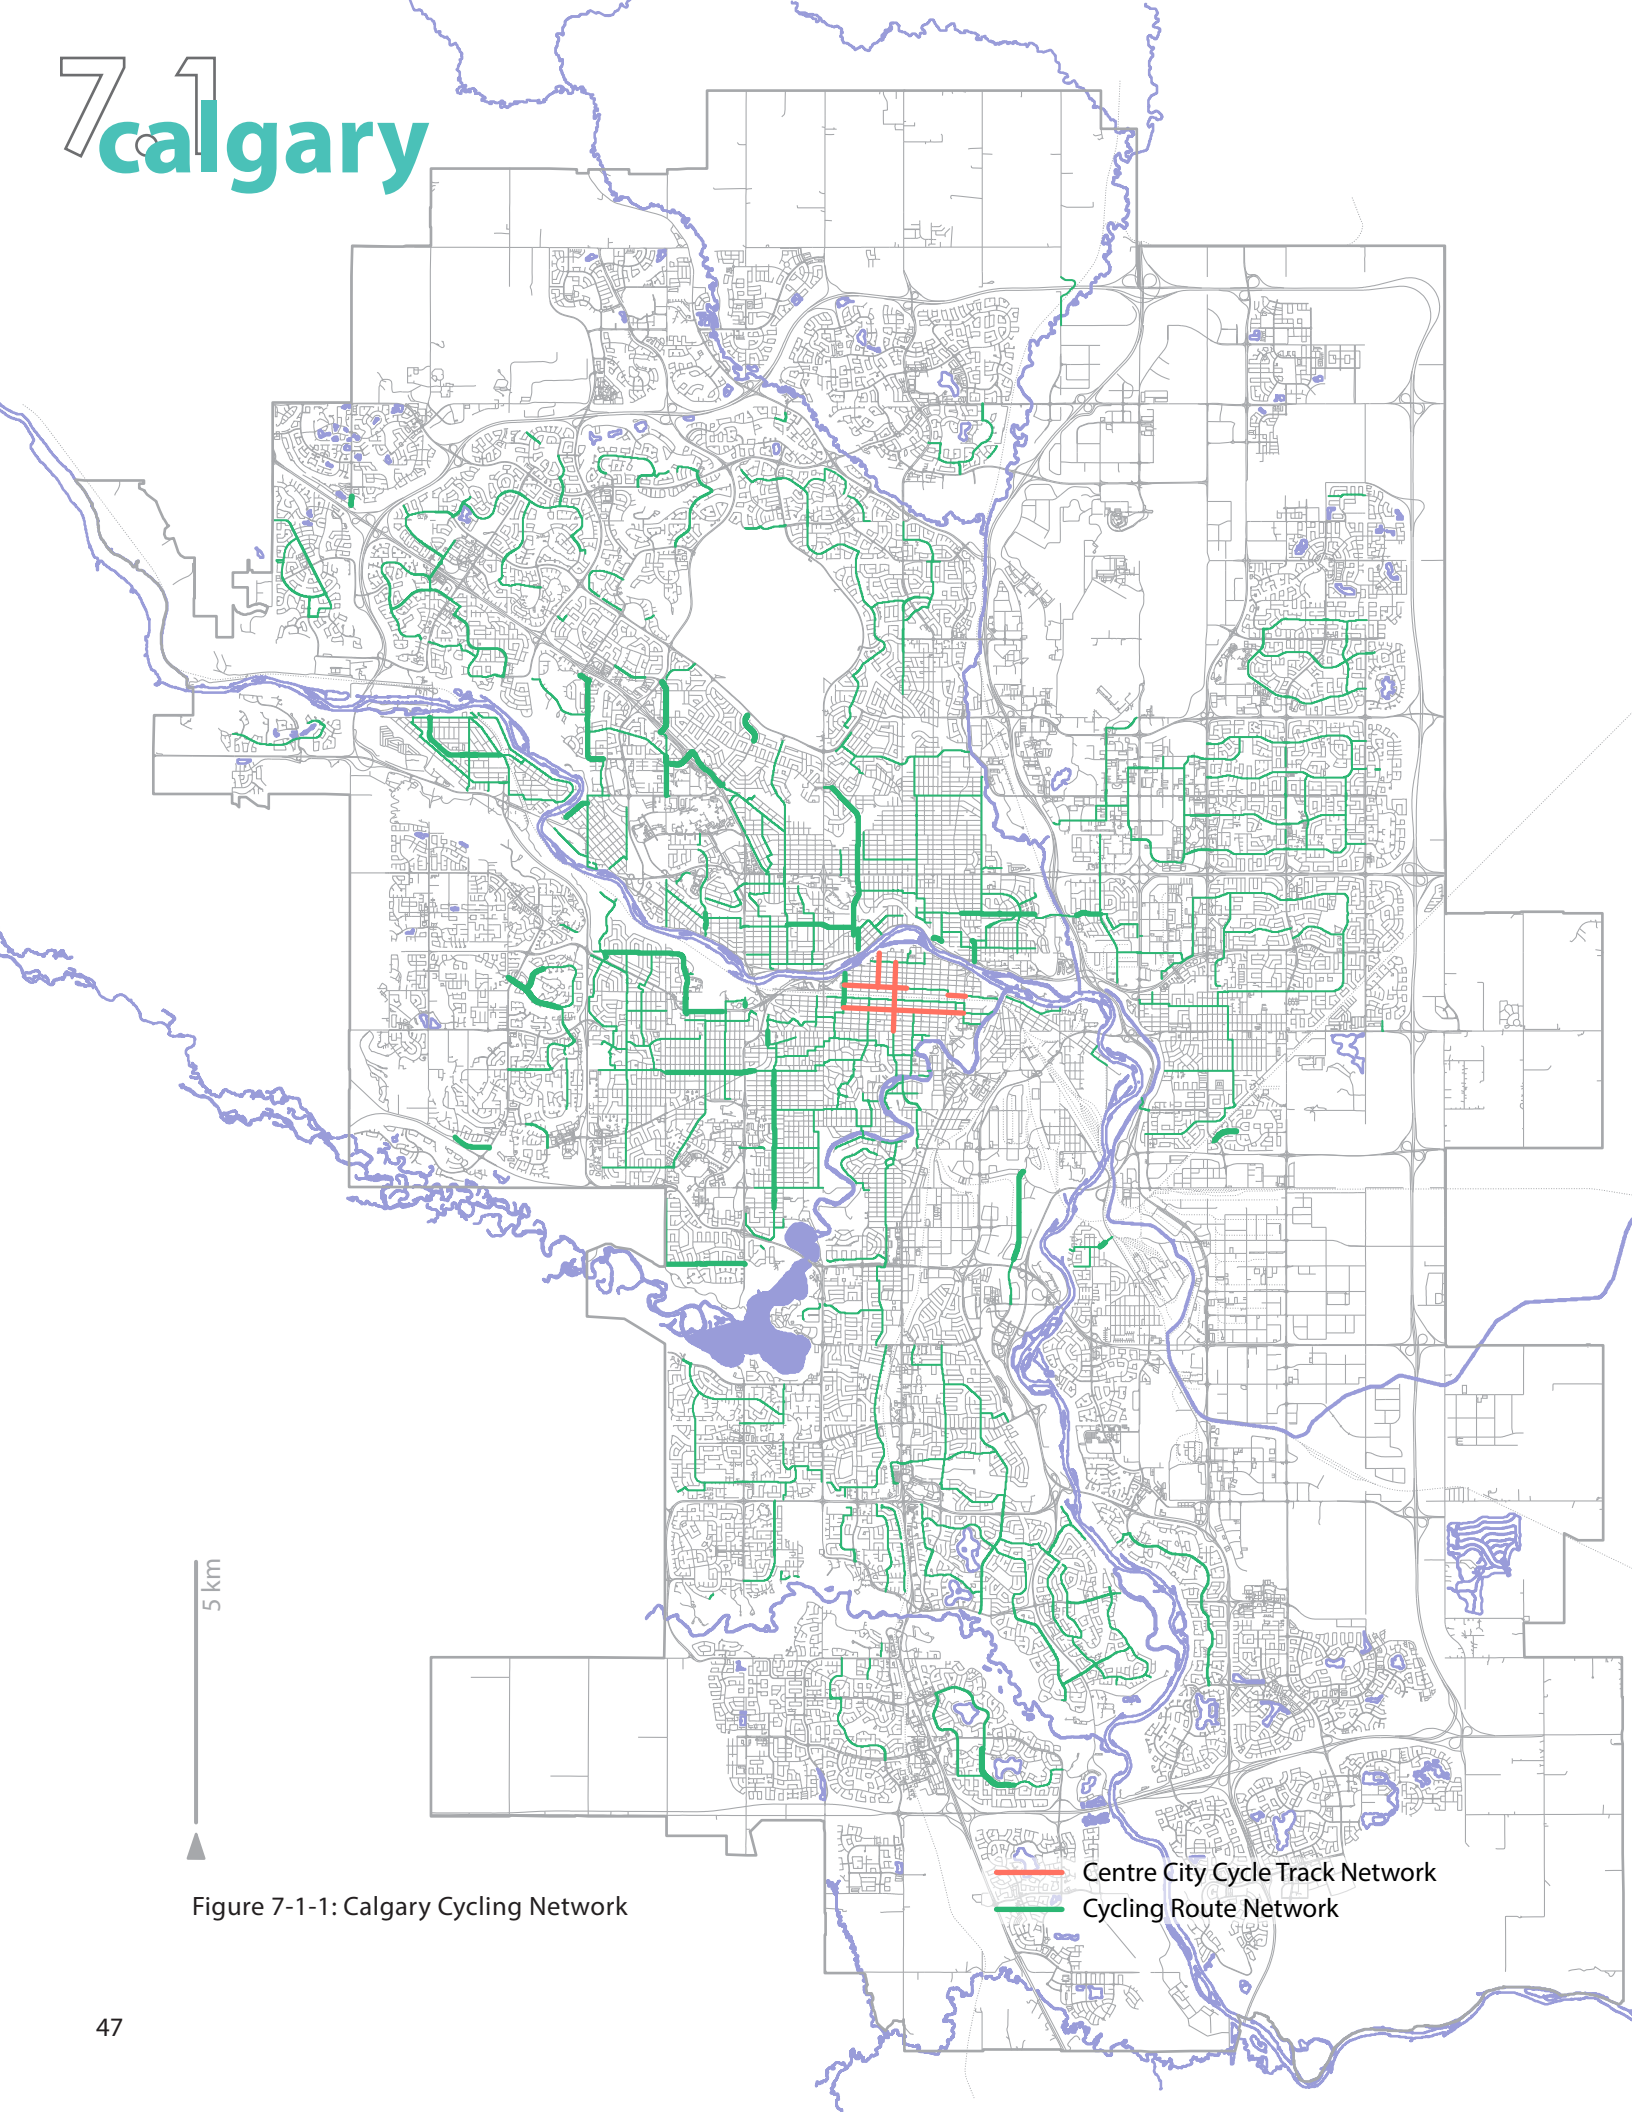 7.1
calgary
5 km
Centre City Cycle Track Network
Cycling Route Network
Figure 7-1-1: Calgary Cycling Network
47